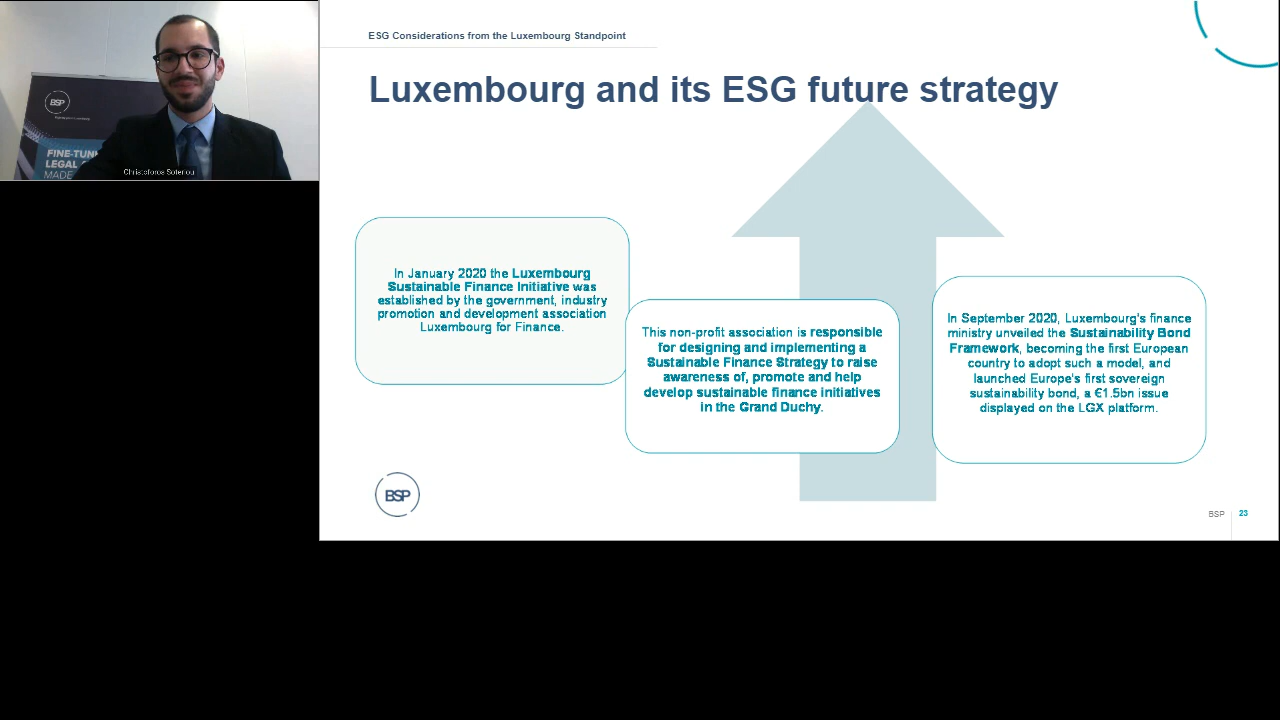 BSP
FINE-TUN
LEGAL
MADE
Christoforos Soteriou
ESG Considerations from the Luxembourg Standpoint
Luxembourg and its ESG future strategy
In January 2020 the Luxembourg
Sustainable Finance Initiative was
established by the government, industry
promotion and development association
Luxembourg for Finance.
This non-profit association is responsible
for designing and implementing a
Sustainable Finance Strategy to raise
awareness of, promote and help
develop sustainable finance initiatives
in the Grand Duchy.
In September 2020, Luxembourg's finance
ministry unveiled the Sustainability Bond
Framework, becoming the first European
country to adopt such a model, and
launched Europe's first sovereign
sustainability bond, a €1.5bn issue
displayed on the LGX platform.
BSP
BSP 23